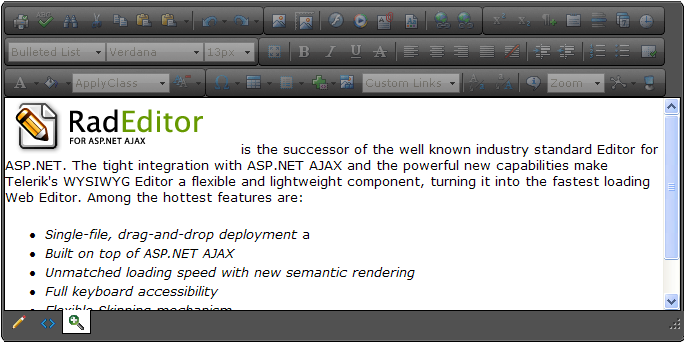 Bulleted List Verdana 13px B I U A
A ApplyClass Custom Links Zoom
RadEditor
FOR ASP.NET AJAX
is the successor of the well known industry standard Editor for
ASP.NET. The tight integration with ASP.NET AJAX and the powerful new capabilities make
Telerik's WYSIWYG Editor a flexible and lightweight component, turning it into the fastest loading
Web Editor. Among the hottest features are:
• Single-file, drag-and-drop deployment a
• Built on top of ASP.NET AJAX
• Unmatched loading speed with new semantic rendering
• Full keyboard accessibility
• Flexible Skinning mechanism